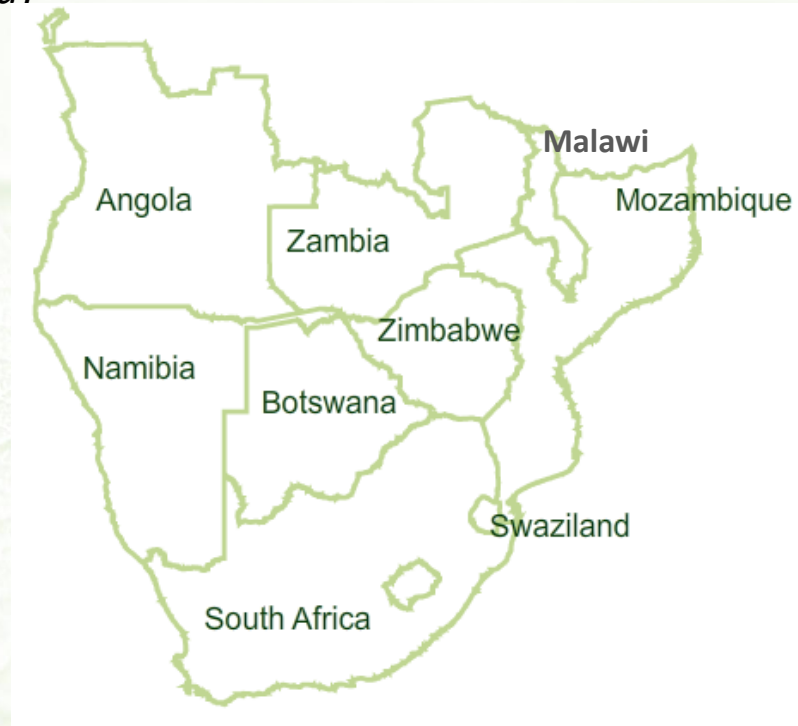 Malawi
Angola
Mozambique
Zambia
Zimbabwe
Namibia
Botswana
Swaziland
South Africa